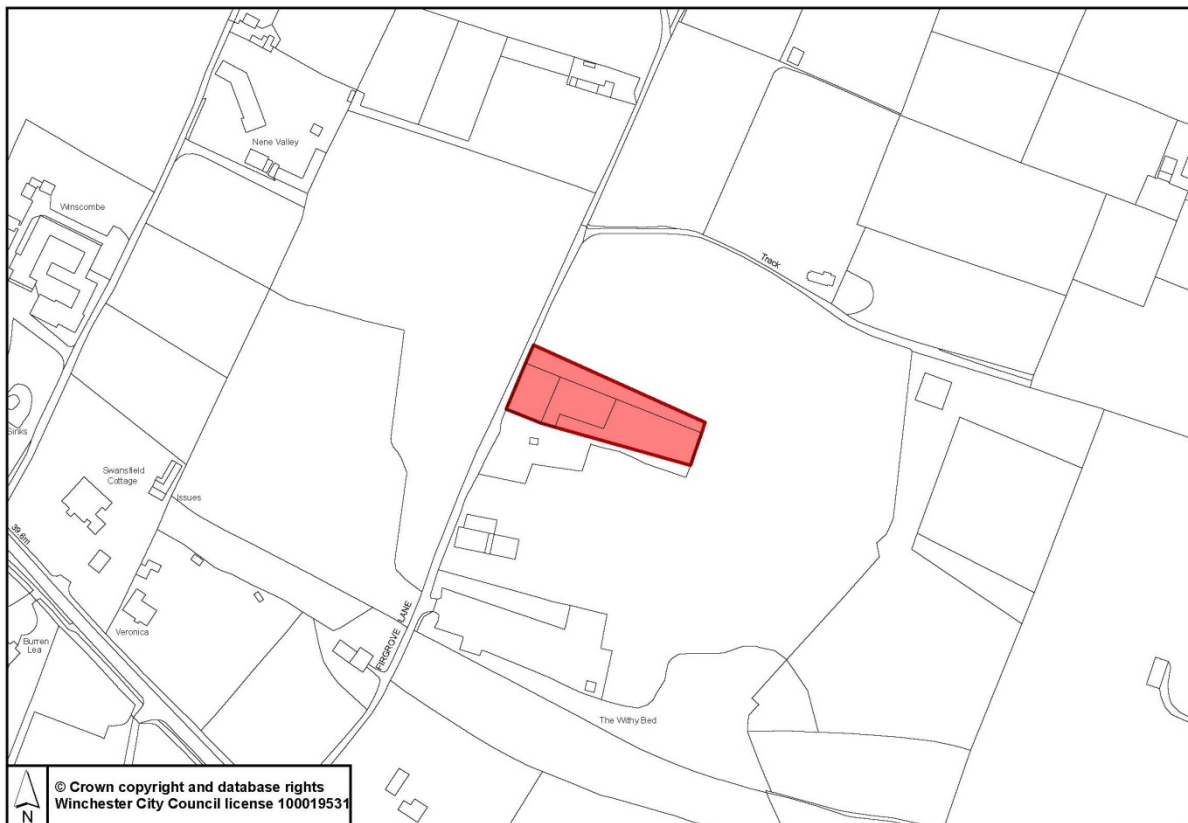 Nene Valley
Winscombe
Track
Sinks
Swansfield
Cottage
Issues
39.6m
FIRGROVE LANE
Veronica
Burren
Lea
The Withy Bed
N
© Crown copyright and database rights
Winchester City Council license 100019531